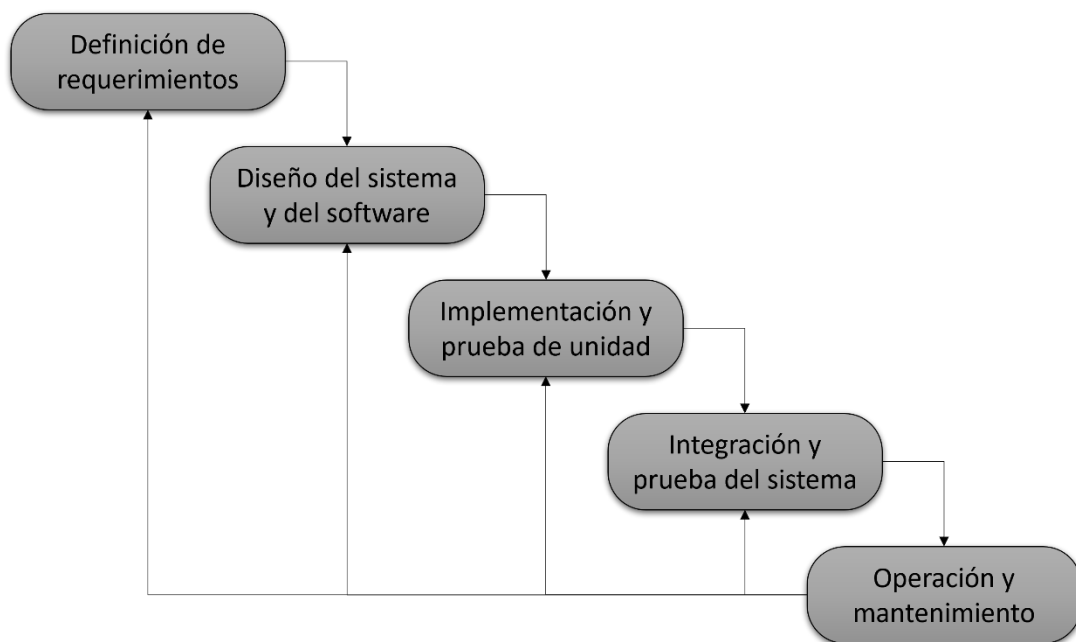 Definición de
requerimientos
Diseño del sistema
y del software
Implementación y
prueba de unidad
Integración y
prueba del sistema
Operación y
mantenimiento